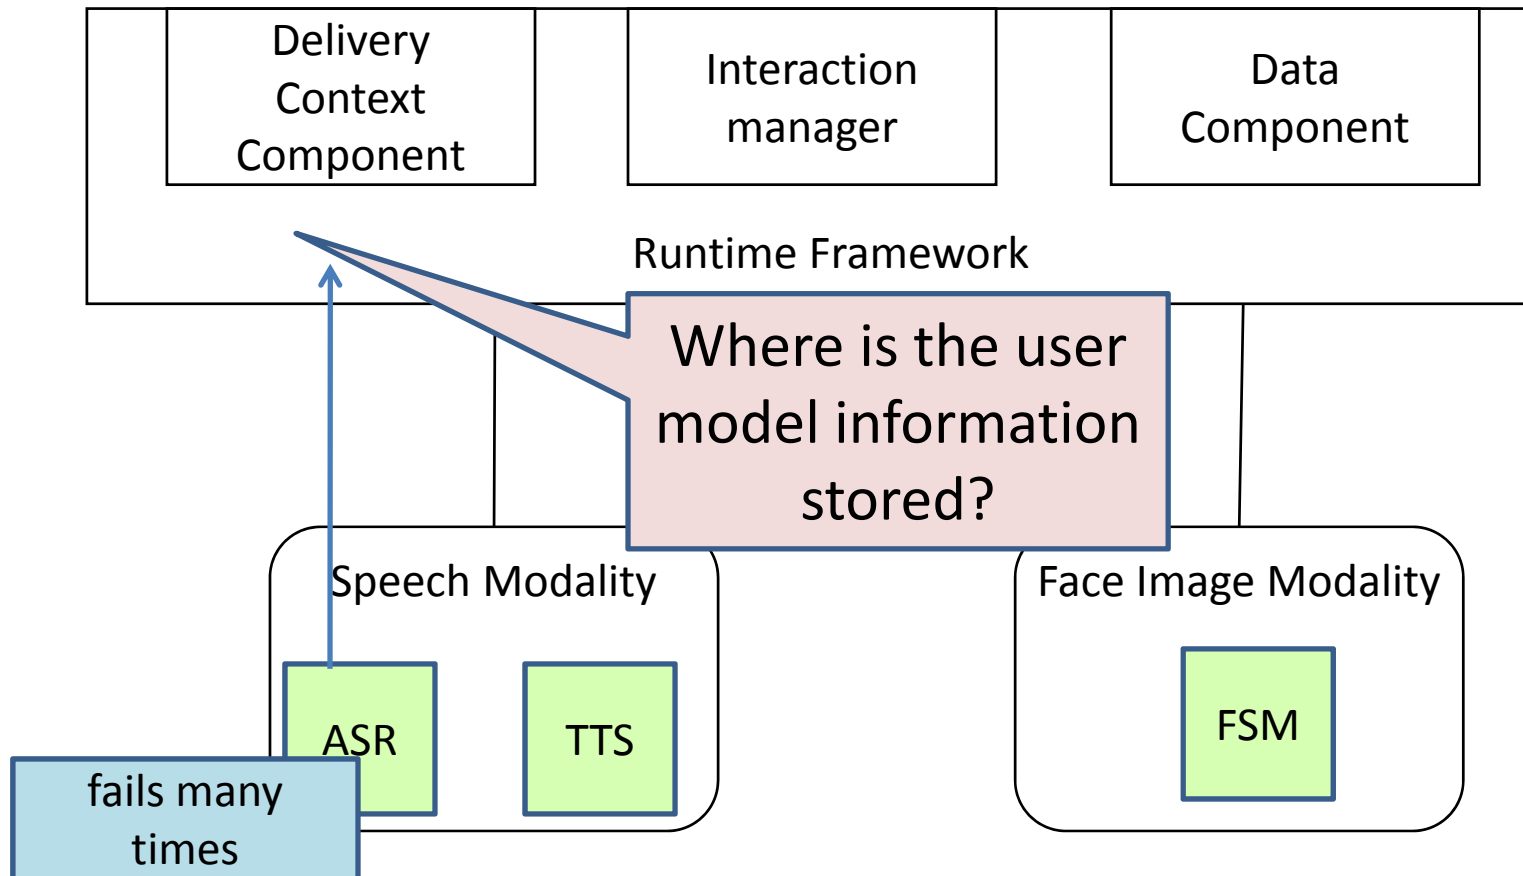 Delivery
Context
Component
Interaction
manager
Data
Component
Runtime Framework
Where is the user
model information
stored?
Speech Modality
Face Image Modality
ASR
TTS
FSM
fails many
times